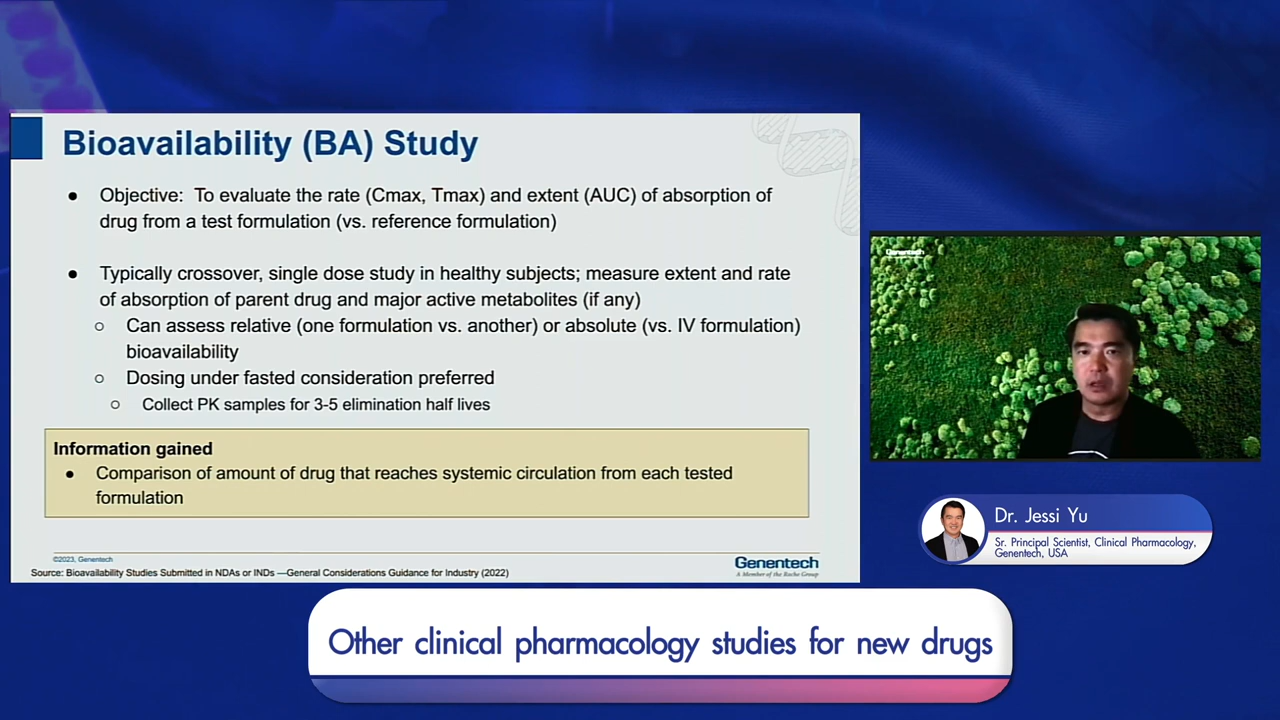 Bioavailability (BA) Study
● Objective: To evaluate the rate (Cmax, Tmax) and extent (AUC) of absorption of
drug from a test formulation (vs. reference formulation)
● Typically crossover, single dose study in healthy subjects; measure extent and rate
of absorption of parent drug and major active metabolites (if any)
○ Can assess relative (one formulation vs. another) or absolute (vs. IV formulation)
bioavailability
○ Dosing under fasted consideration preferred
○ Collect PK samples for 3-5 elimination half lives
Information gained
● Comparison of amount of drug that reaches systemic circulation from each tested
formulation
©2023, Genentech
Genentech
A Member of the Roche Group
Source: Bioavailability Studies Submitted in NDAs or INDs —General Considerations Guidance for Industry (2022)
Genentech
Dr. Jessi Yu
Sr. Principal Scientist, Clinical Pharmacology,
Genentech, USA
Other clinical pharmacology studies for new drugs